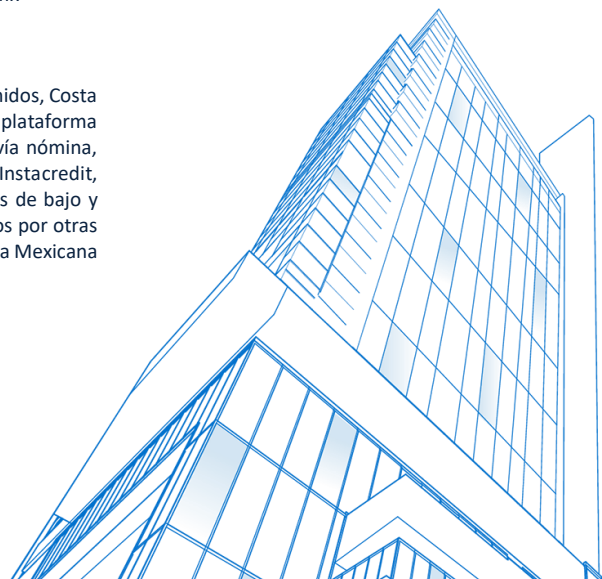 nidos, Costa
plataforma
vía nómina,
Instacredit,
s de bajo y
os por otras
a Mexicana